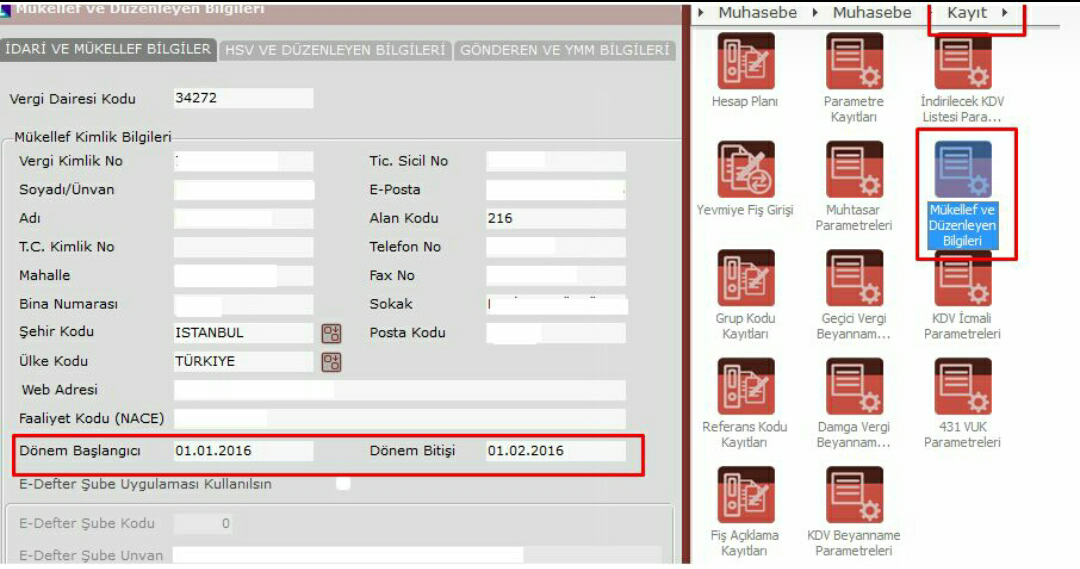 Mükellef ve Düzenleyen Bilgileri
İDARİ VE MÜKELLEF BİLGİLER
HSV VE DÜZENLEYEN BİLGİLERİ
GÖNDEREN VE YMM BİLGİLERİ
Vergi Dairesi Kodu 34272
Mükellef Kimlik Bilgileri
Vergi Kimlik No
Tic. Sicil No
Soyadı/Ünvan
E-Posta
Adı
Alan Kodu 216
T.C. Kimlik No
Telefon No
Mahalle
Fax No
Bina Numarası
Sokak
Şehir Kodu ISTANBUL
Posta Kodu
Ülke Kodu TÜRKIYE
Web Adresi
Faaliyet Kodu (NACE)
Dönem Başlangıcı 01.01.2016
Dönem Bitişi 01.02.2016
E-Defter Şube Uygulaması Kullanılsın
E-Defter Şube Kodu 0
E-Defter Şube Unvan
Muhasebe Muhasebe Kayıt
Hesap Planı
Parametre
Kayıtları
İndirilecek KDV
Listesi Para...
Yevmiye Fiş Girişi
Muhtasar
Parametreleri
Mükellef ve
Düzenleyen
Bilgileri
Grup Kodu
Kayıtları
Geçici Vergi
Beyannam...
KDV İcmali
Parametreleri
Referans Kodu
Kayıtları
Damga Vergi
Beyannam...
431 VUK
Parametreleri
Fiş Açıklama
Kayıtları
KDV Beyanname
Parametreleri